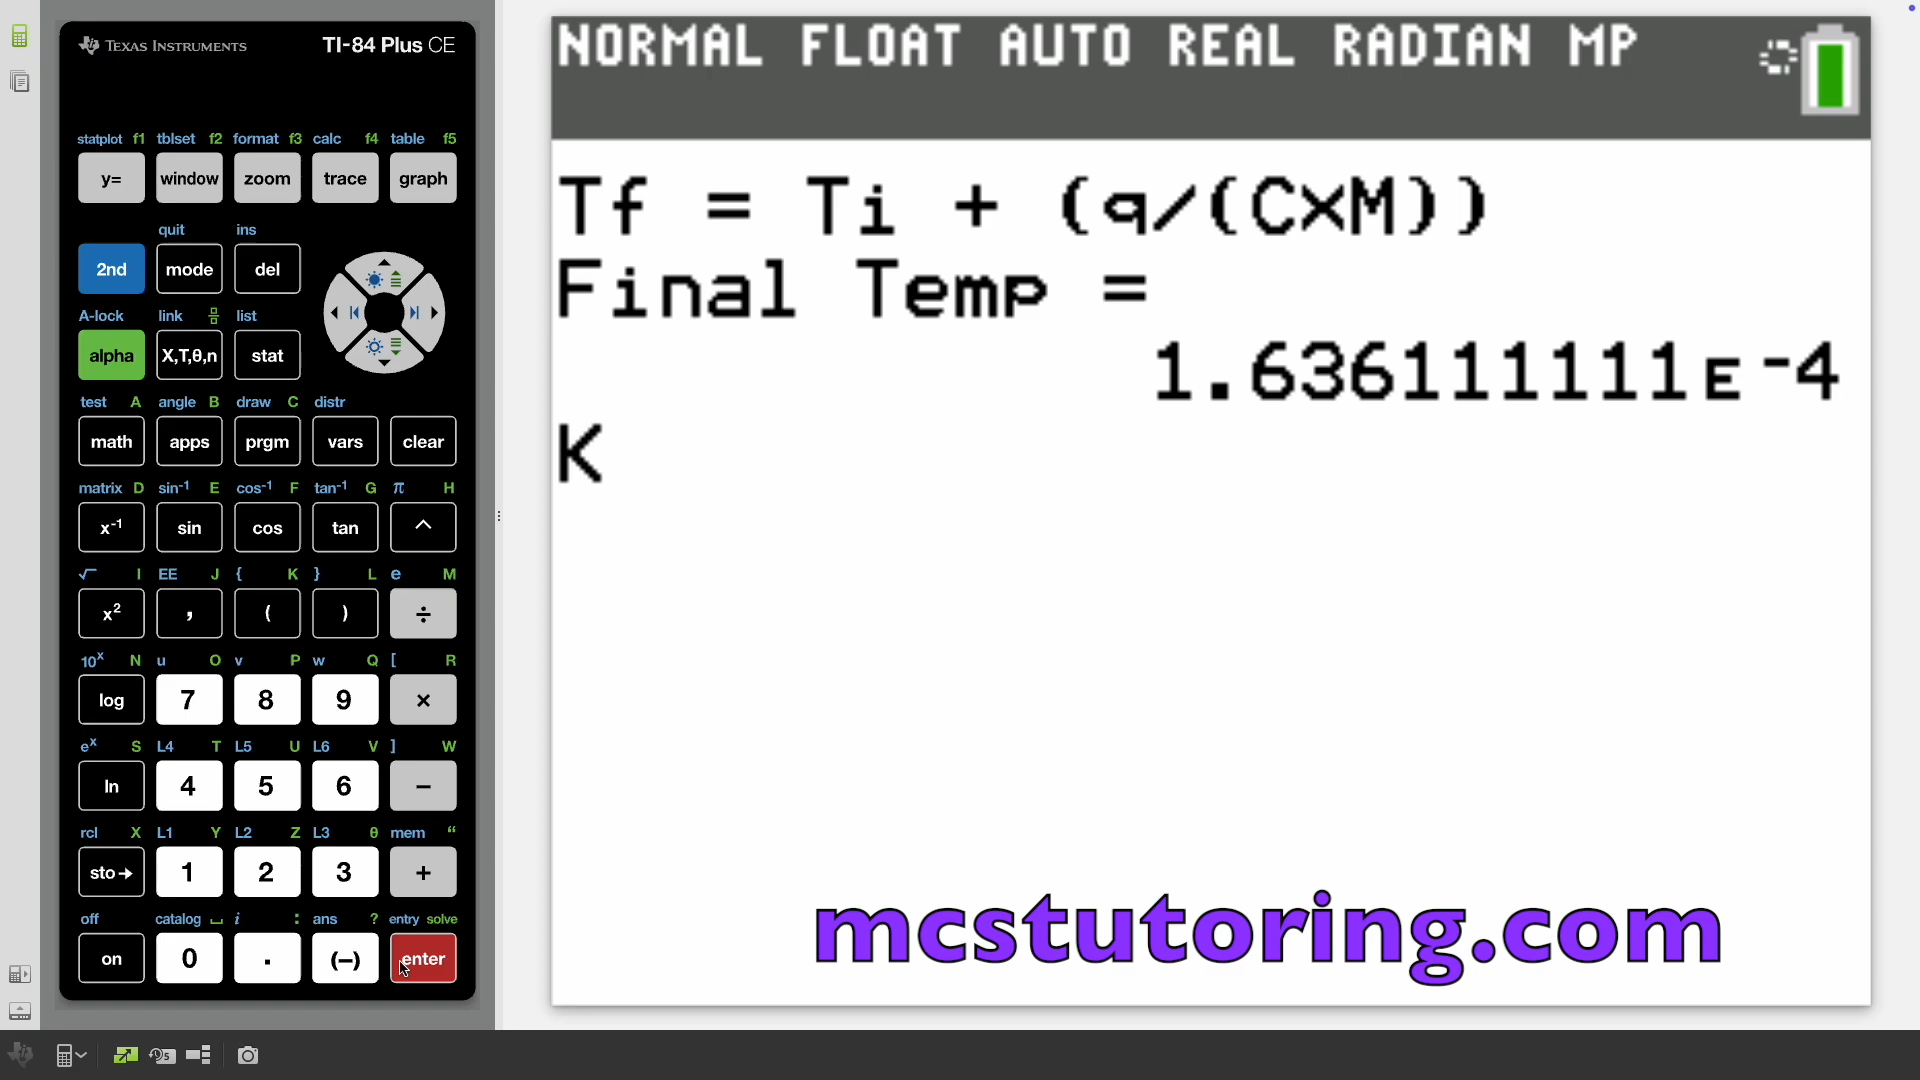 TEXAS INSTRUMENTS TI-84 Plus CE
statplot f1 tblset f2 format f3 calc f4 table f5
y= window zoom trace graph
quit ins
2nd mode del
A-lock link list
alpha X,T,θ,n stat
test A angle B draw C distr
math apps prgm vars clear
matrix D sin⁻¹ E cos⁻¹ F tan⁻¹ G π H
x⁻¹ sin cos tan ^
√ I EE J { K } L e M
x² , ( ) ÷
10ˣ N u O v P w Q [ R
log 7 8 9 ×
eˣ S L4 T L5 U L6 V ] W
ln 4 5 6 −
rcl X L1 Y L2 Z L3 θ mem "
sto→ 1 2 3 +
off catalog ⎵ i : ans ? entry solve
on 0 . (−) enter
NORMAL FLOAT AUTO REAL RADIAN MP
Tf = Ti + (q/(C×M))
Final Temp =
1.636111111ᴇ⁻4
K
mcstutoring.com